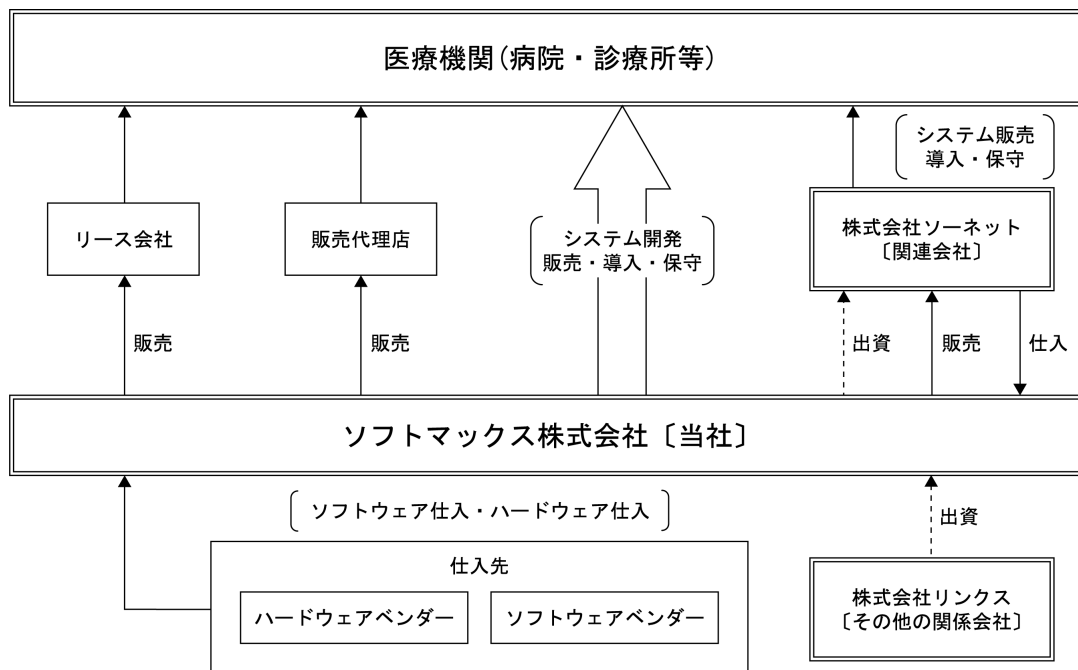 医療機関(病院・診療所等)
システム販売
導入・保守
リース会社
販売代理店
システム開発
販売・導入・保守
株式会社ソーネット
〔関連会社〕
販売
販売
出資
販売
仕入
ソフトマックス株式会社〔当社〕
ソフトウェア仕入・ハードウェア仕入
出資
仕入先
ハードウェアベンダー
ソフトウェアベンダー
株式会社リンクス
〔その他の関係会社〕